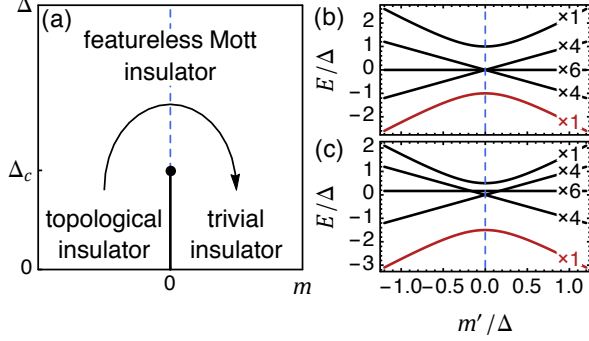 Δ
(a)
featureless Mott
insulator
Δc
topological
insulator
trivial
insulator
0
0
m
(b)
E/Δ
2
1
0
−1
−2
×1
×4
×6
×4
×1
(c)
E/Δ
2
1
0
−1
−2
−3
×1
×4
×6
×4
×1
−1.0 −0.5 0.0 0.5 1.0
m′/Δ